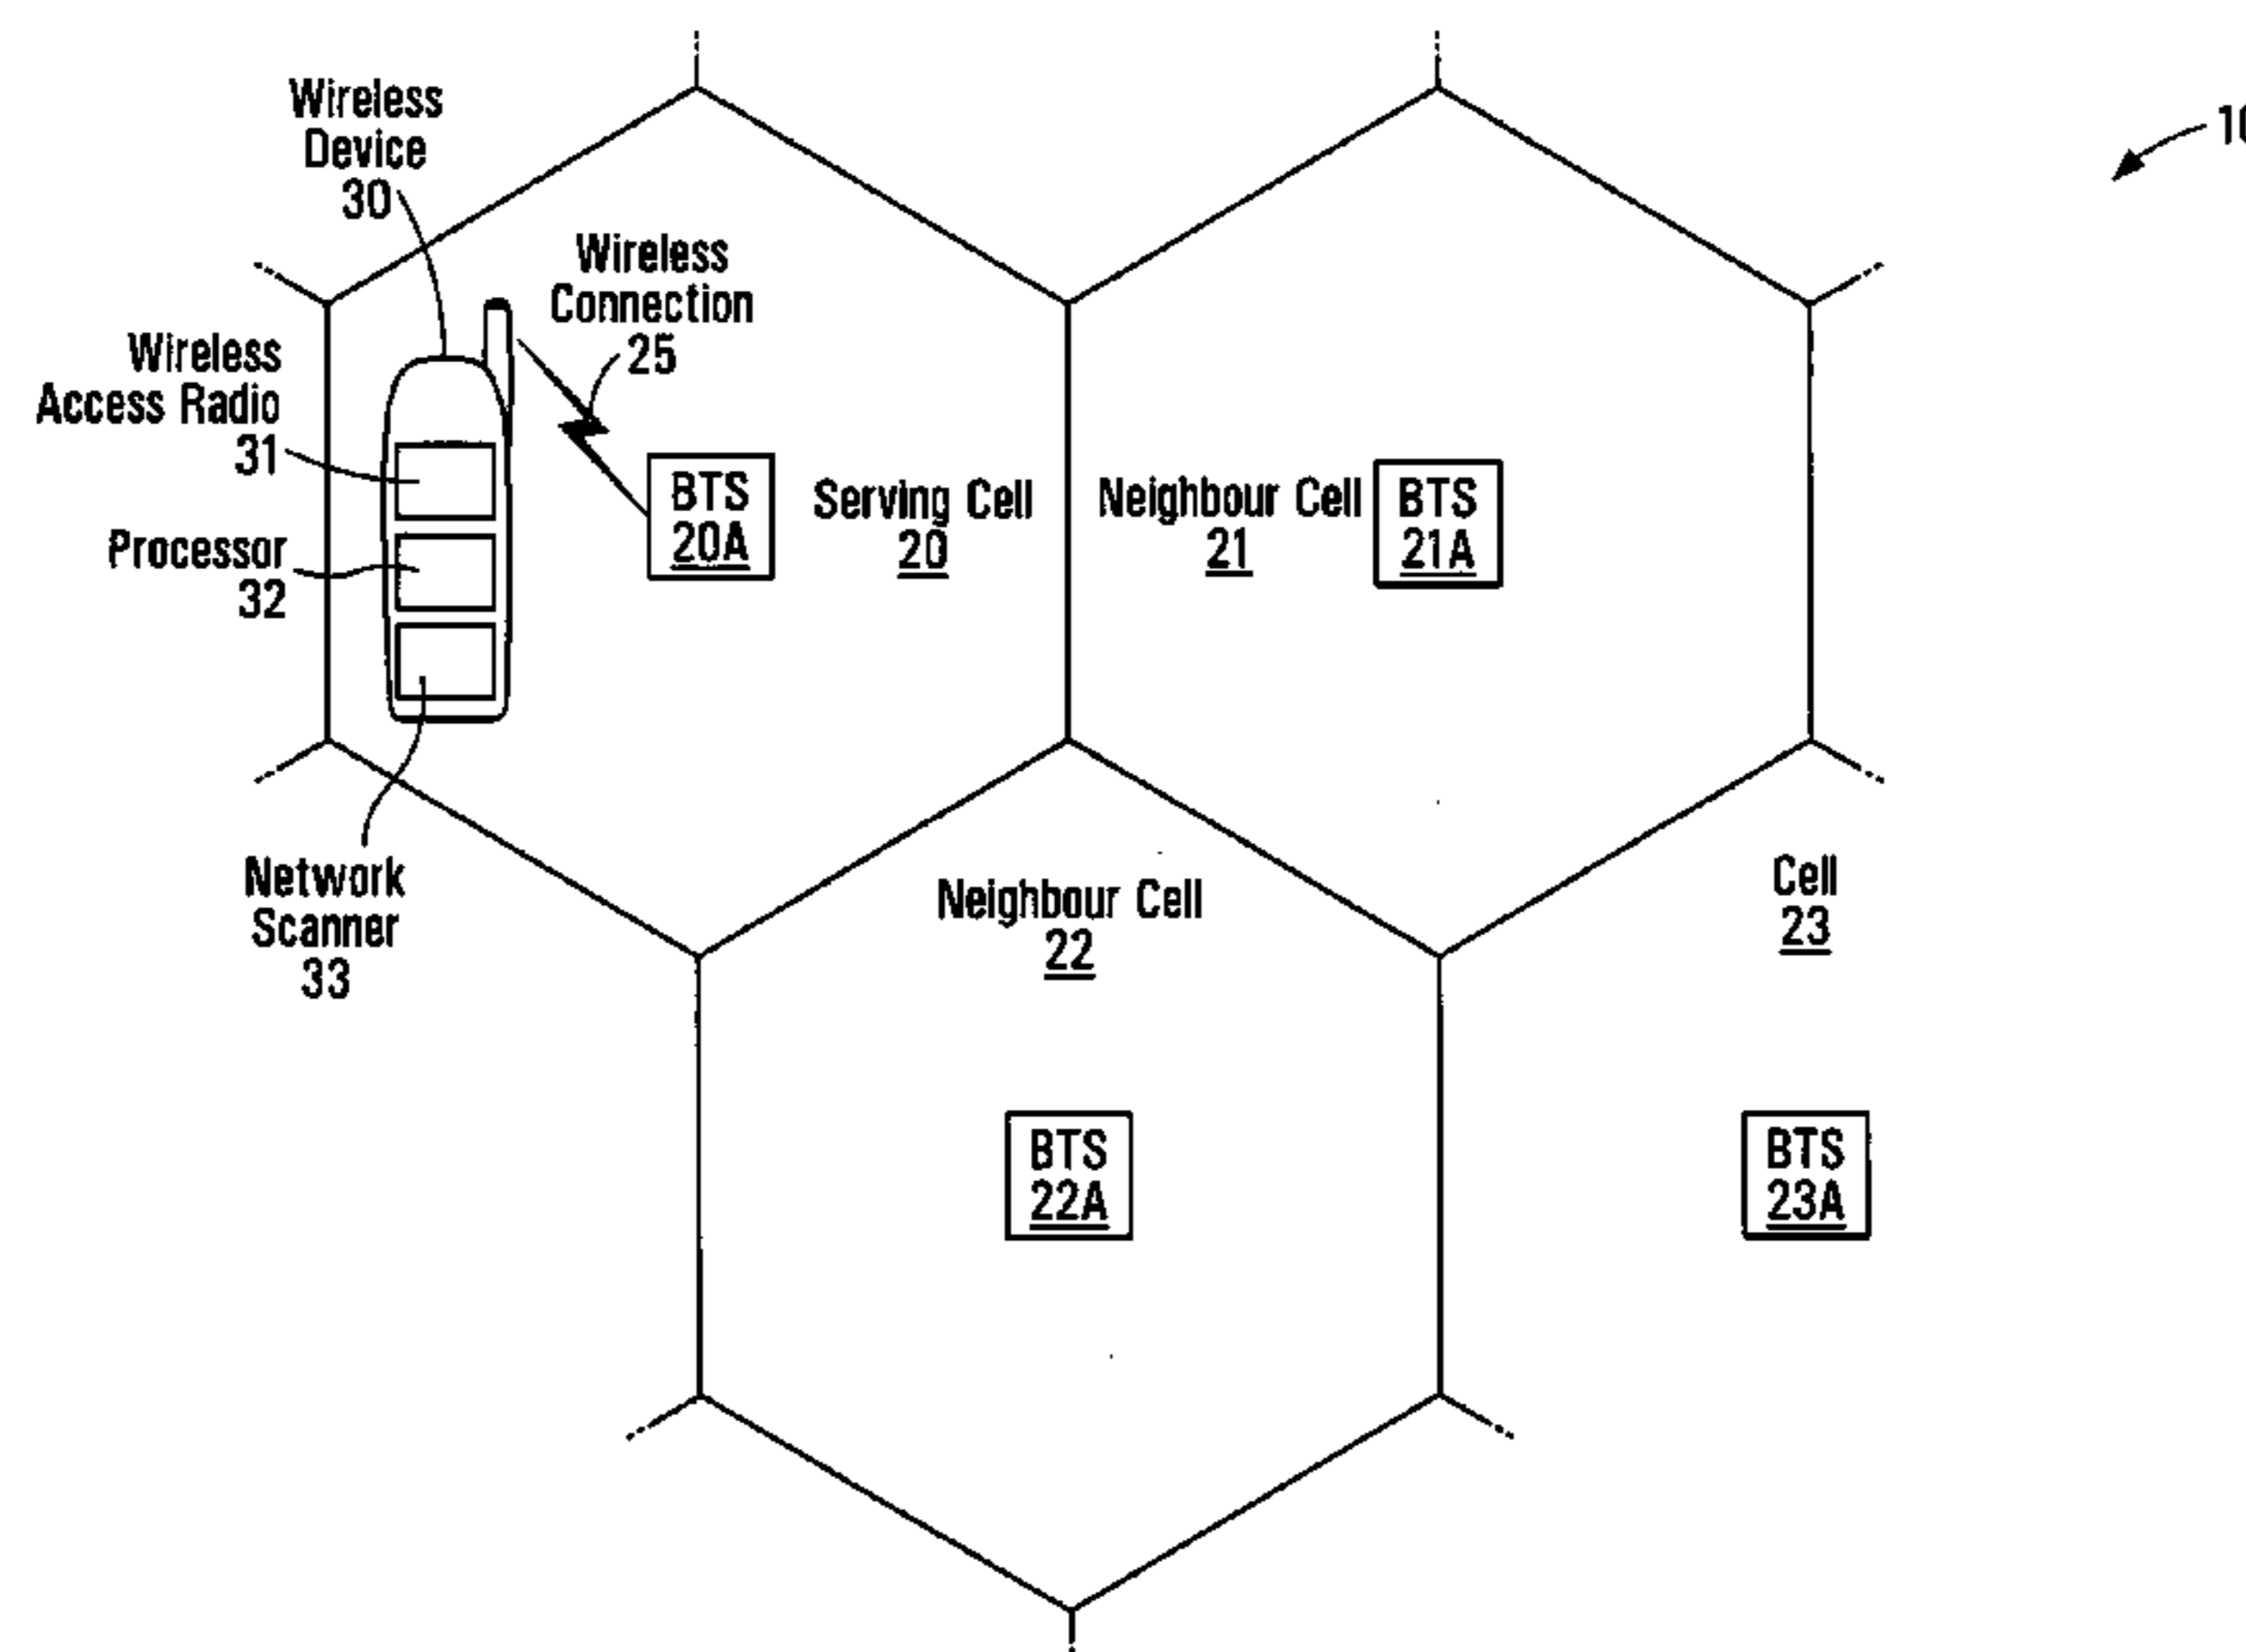 Wireless
Device
30
Wireless
Connection
25
10
Wireless
Access Radio
31
Processor
32
BTS
20A
Serving Cell
20
Neighbour Cell
21
BTS
21A
Network
Scanner
33
Neighbour Cell
22
Cell
23
BTS
22A
BTS
23A